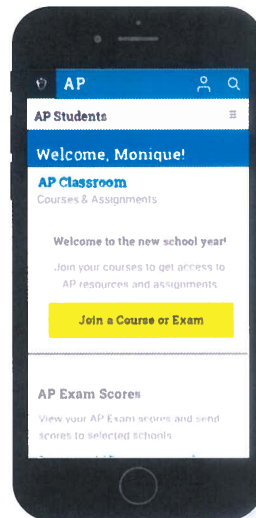 AP
AP Students
Welcome, Monique!
AP Classroom
Courses & Assignments
Welcome to the new school year!
Join your courses to get access to
AP resources and assignments
Join a Course or Exam
AP Exam Scores
View your AP Exam scores and send
scores to selected schools